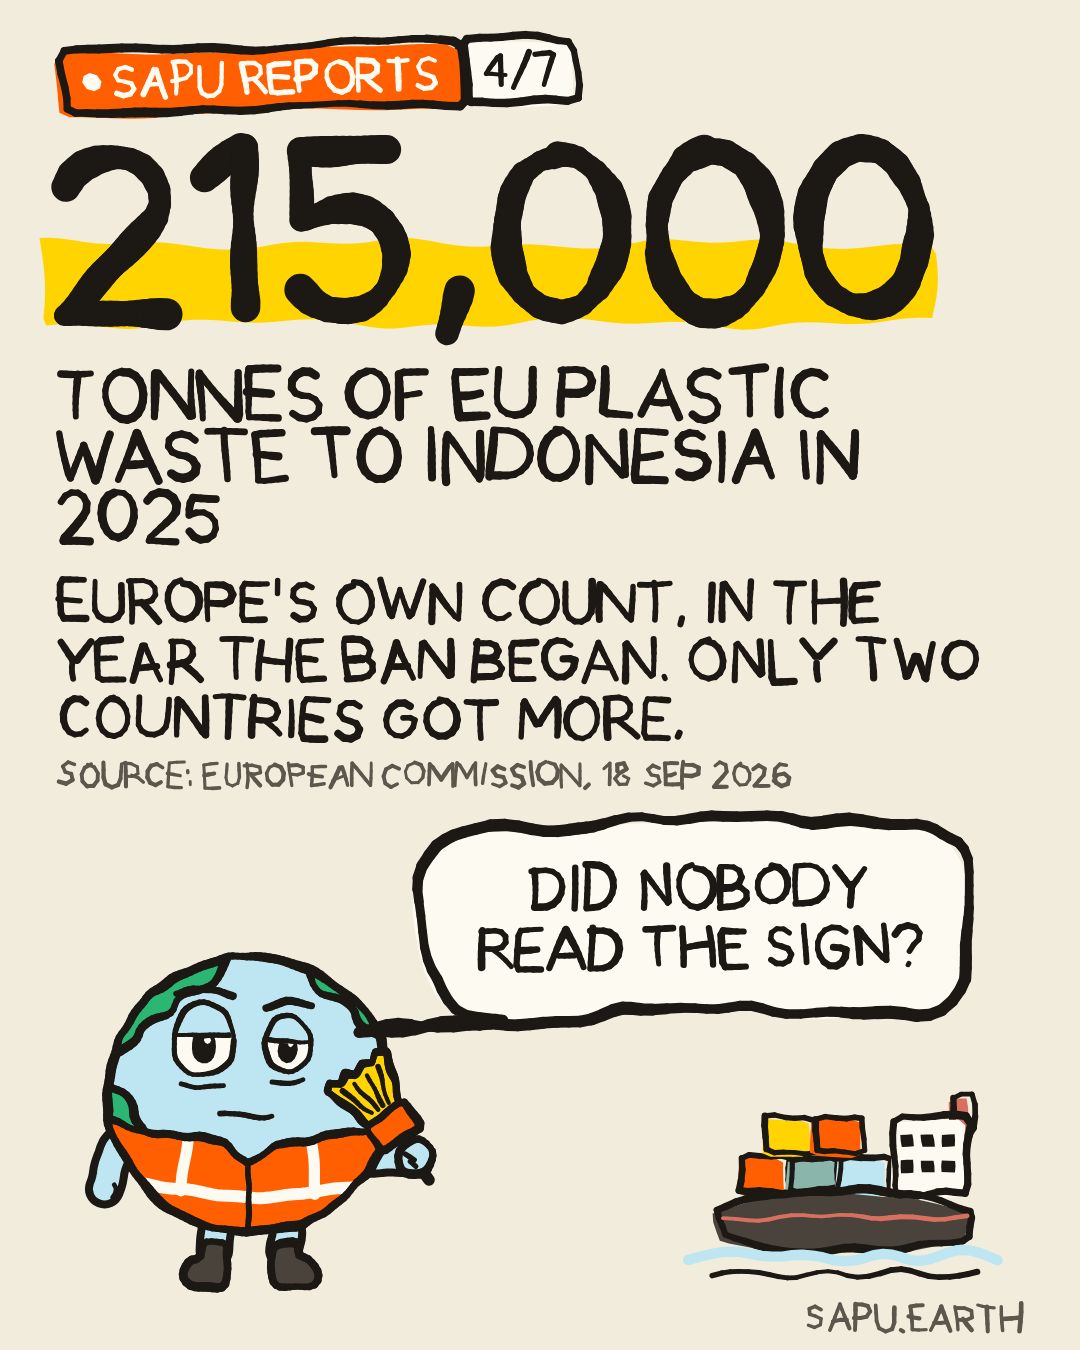 SAPU REPORTS 4/7
215,000
TONNES OF EU PLASTIC
WASTE TO INDONESIA IN
2025
EUROPE'S OWN COUNT, IN THE
YEAR THE BAN BEGAN. ONLY TWO
COUNTRIES GOT MORE.
SOURCE: EUROPEAN COMMISSION, 18 SEP 2026
DID NOBODY
READ THE SIGN?
SAPU.EARTH